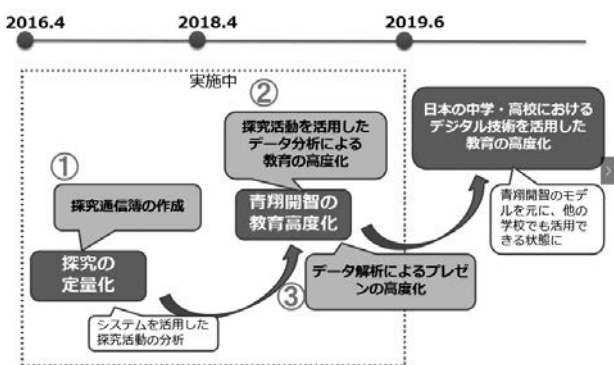 2016.4
2018.4
2019.6
実施中
①
探究通信簿の作成
探究の
定量化
システムを活用した
探究活動の分析
②
探究活動を活用した
データ分析による
教育の高度化
青翔開智の
教育高度化
③
データ解析によるプレゼ
ンの高度化
日本の中学・高校における
デジタル技術を活用した
教育の高度化
青翔開智のモデ
ルを元に、他の
学校でも活用で
きる状態に